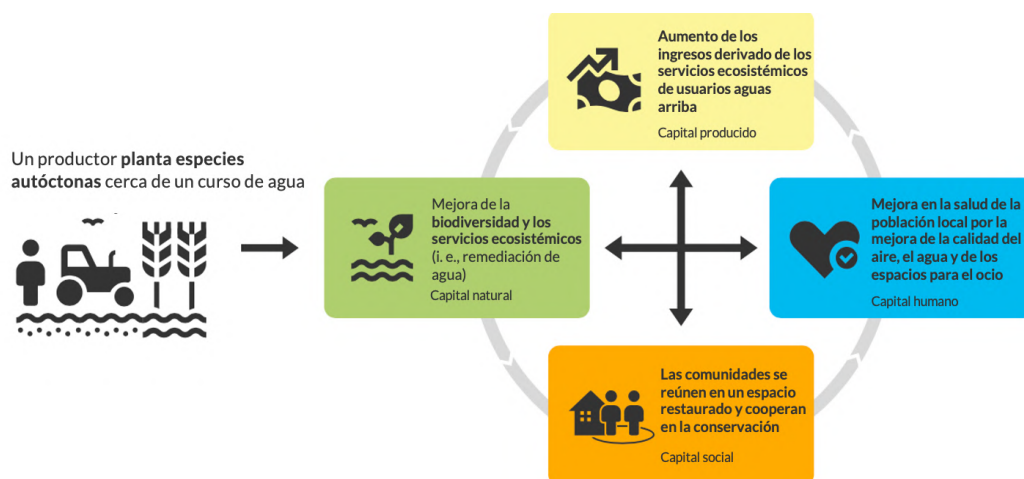 Un productor planta especies
autóctonas cerca de un curso de agua
Mejora de la
biodiversidad y los
servicios ecosistémicos
(i. e., remediación de
agua)
Capital natural
Aumento de los
ingresos derivado de los
servicios ecosistémicos
de usuarios aguas
arriba
Capital producido
Mejora en la salud de la
población local por la
mejora de la calidad del
aire, el agua y de los
espacios para el ocio
Capital humano
Las comunidades se
reúnen en un espacio
restaurado y cooperan
en la conservación
Capital social